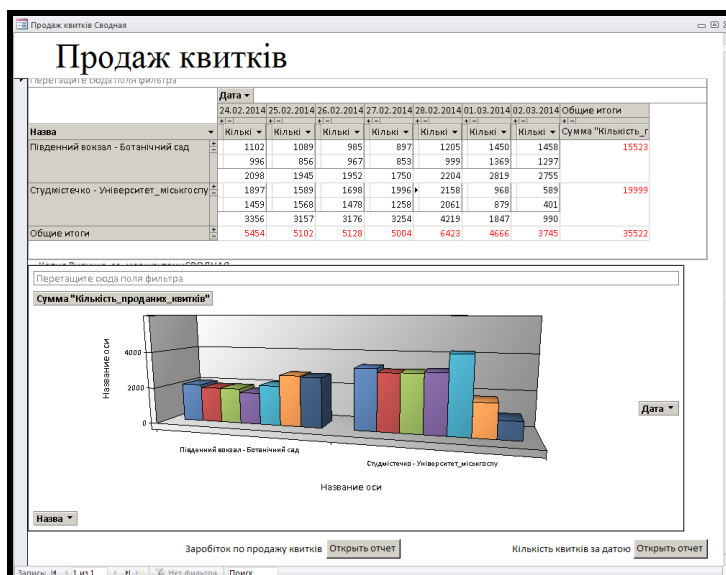 Продаж квитків Сводная
Продаж квитків
Перетащите сюда поля фильтра
Дата
24.02.2014 25.02.2014 26.02.2014 27.02.2014 28.02.2014 01.03.2014 02.03.2014 Общие итоги
Назва Кількі Кількі Кількі Кількі Кількі Кількі Кількі Сумма "Кількість_п
Південний вокзал - Ботанічний сад 1102 1089 985 897 1205 1450 1458 15523
996 856 967 853 999 1369 1297
2098 1945 1952 1750 2204 2819 2755
Студмістечко - Університет_міськгоспу 1897 1589 1698 1996 2158 968 589 19999
1459 1568 1478 1258 2061 879 401
3356 3157 3176 3254 4219 1847 990
Общие итоги 5454 5102 5128 5004 6423 4666 3745 35522
Перетащите сюда поля фильтра
Сумма "Кількість_проданих_квитків"
Название оси
4000
2000
0
Дата
Південний вокзал - Ботанічний сад
Студмістечко - Університет_міськгоспу
Название оси
Назва
Заробіток по продажу квитків Открыть отчет Кількість квитків за датою Открыть отчет
Запись: 1 из 1 Нет фильтра Поиск